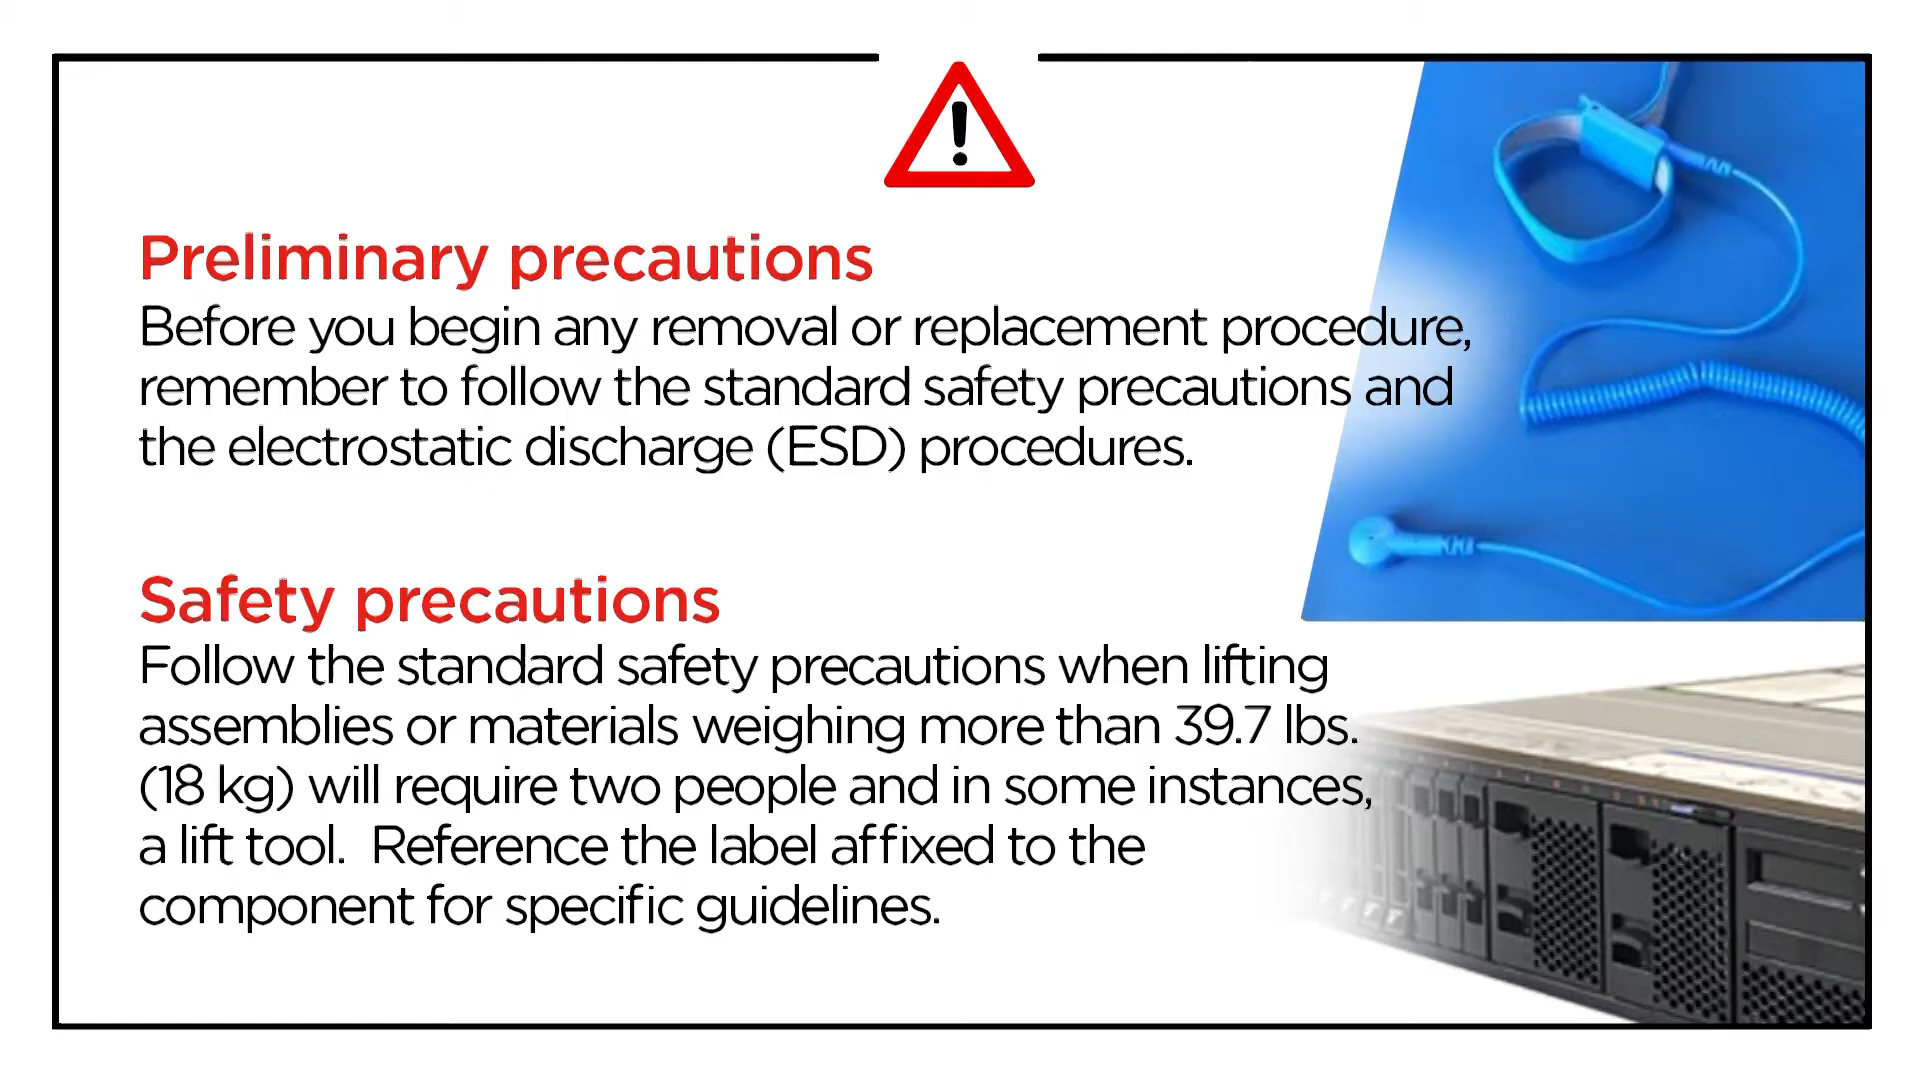 Preliminary precautions
Before you begin any removal or replacement procedure,
remember to follow the standard safety precautions and
the electrostatic discharge (ESD) procedures.
Safety precautions
Follow the standard safety precautions when lifting
assemblies or materials weighing more than 39.7 lbs.
(18 kg) will require two people and in some instances,
a lift tool.  Reference the label affixed to the
component for specific guidelines.